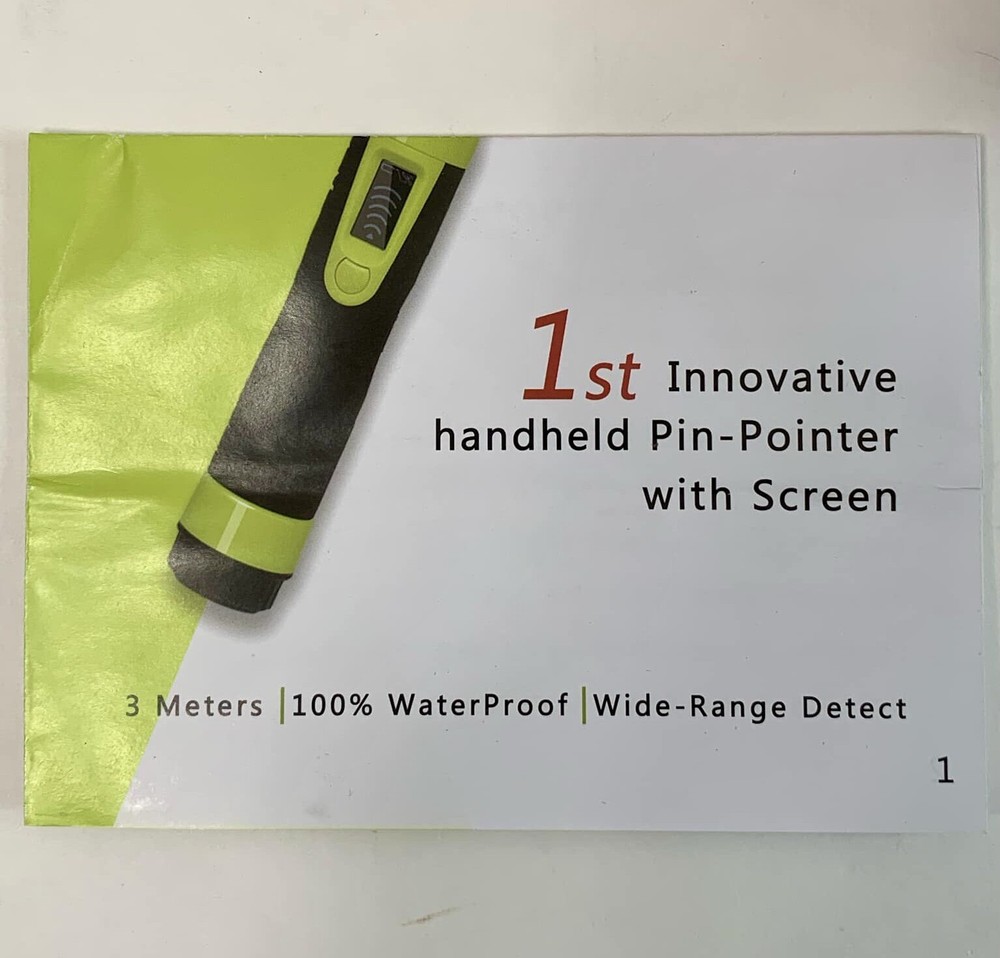 1st Innovative
handheld Pin-Pointer
with Screen
3 Meters | 100% WaterProof | Wide-Range Detect
1